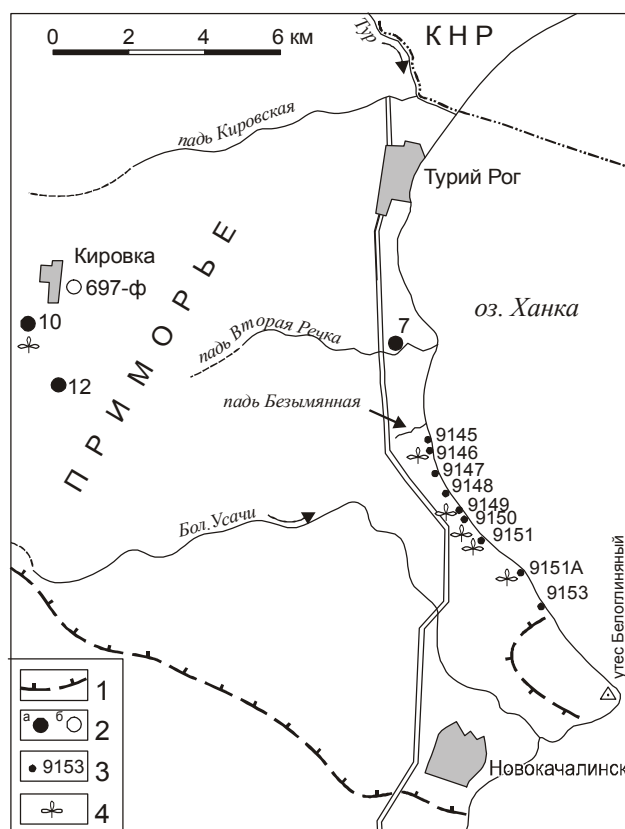 0 2 4 6 км
КНР
Тур
падь Кировская
Турий Рог
ПРИМОРЬЕ
Кировка
697-ф
10
12
оз. Ханка
7
падь Вторая Речка
падь Безымянная
9145
9146
9147
9148
9149
9150
9151
9151А
9153
Бол. Усачи
утес Белоглиняный
Новокачалинск
1
а б 2
9153 3
4